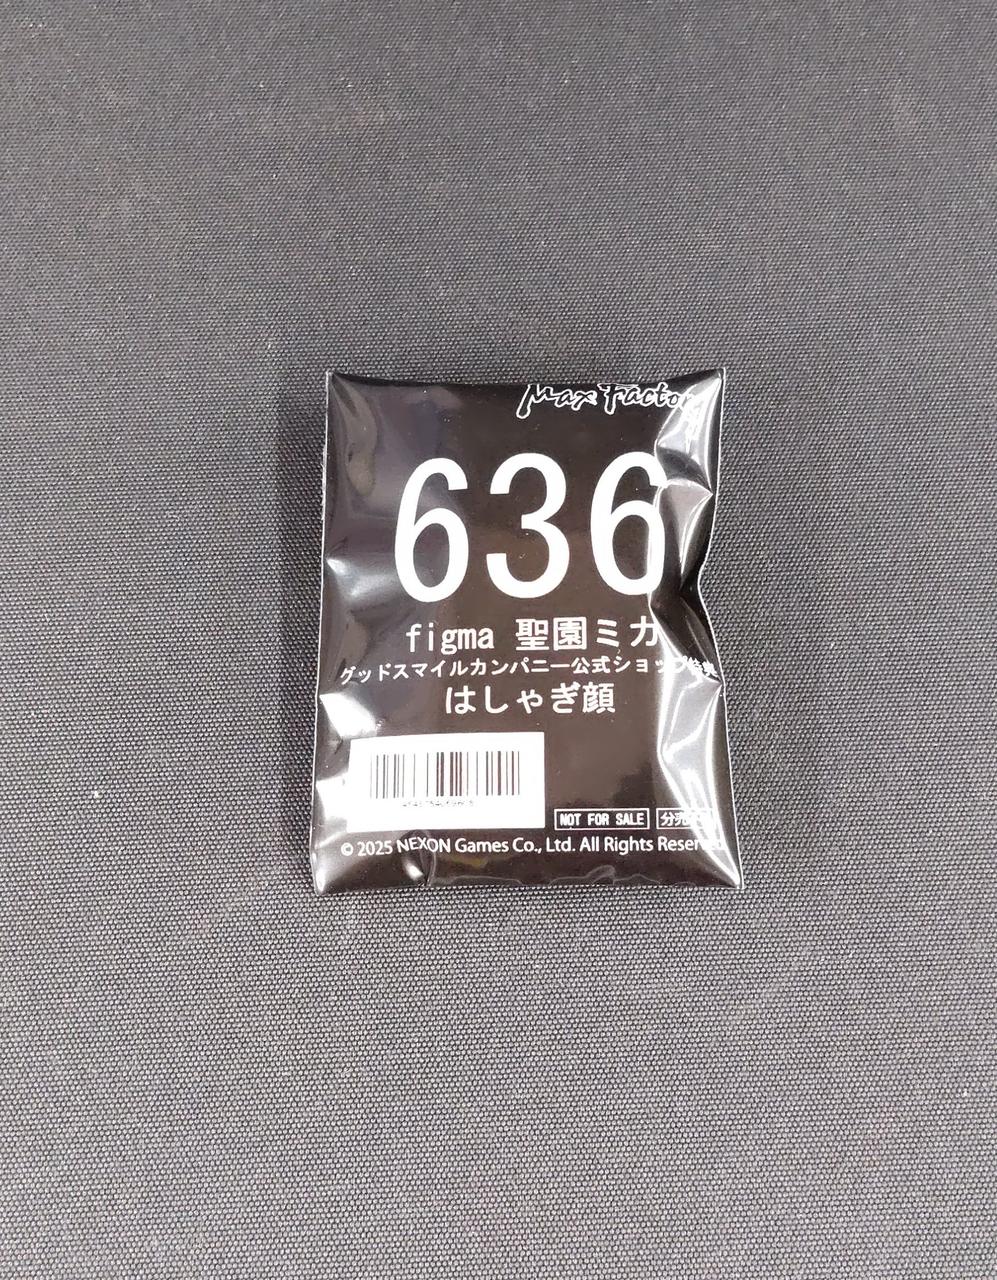 Max Factory
636
figma 聖園ミカ
グッドスマイルカンパニー公式ショップ特典
はしゃぎ顔
NOT FOR SALE
© 2025 NEXON Games Co., Ltd. All Rights Reserved